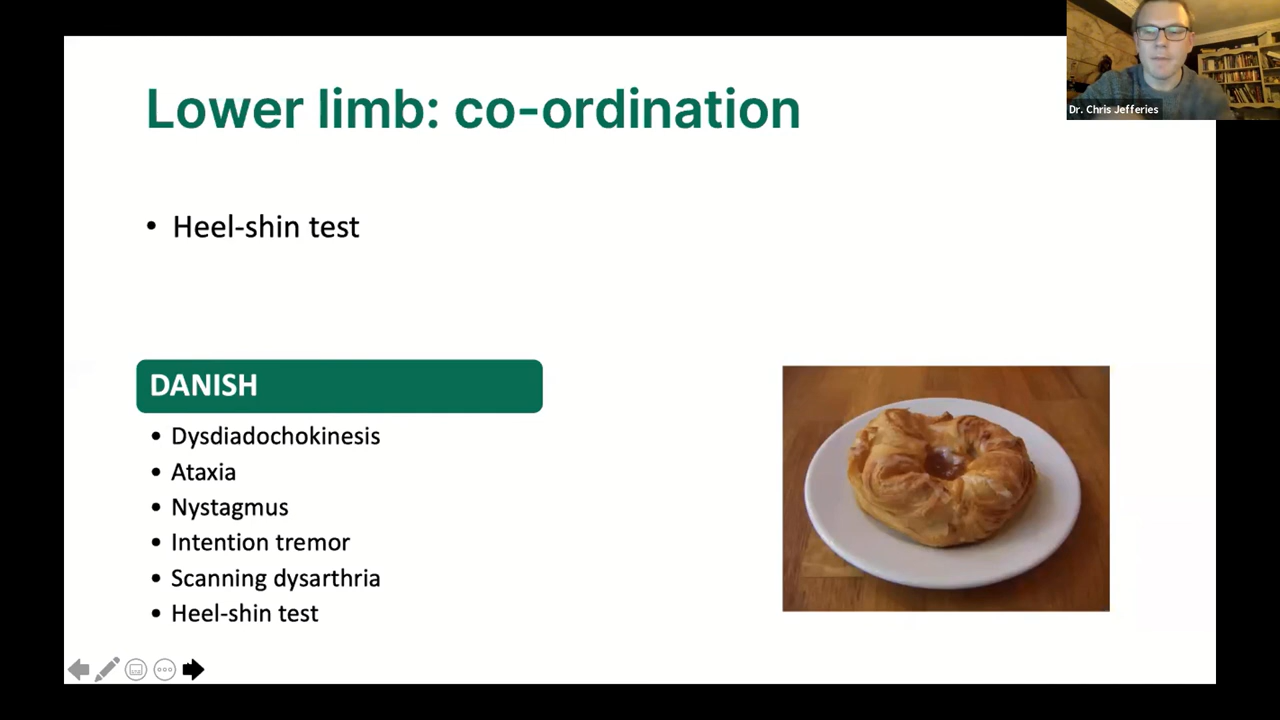 Lower limb: co-ordination
Dr. Chris Jefferies
• Heel-shin test
DANISH
• Dysdiadochokinesis
• Ataxia
• Nystagmus
• Intention tremor
• Scanning dysarthria
• Heel-shin test